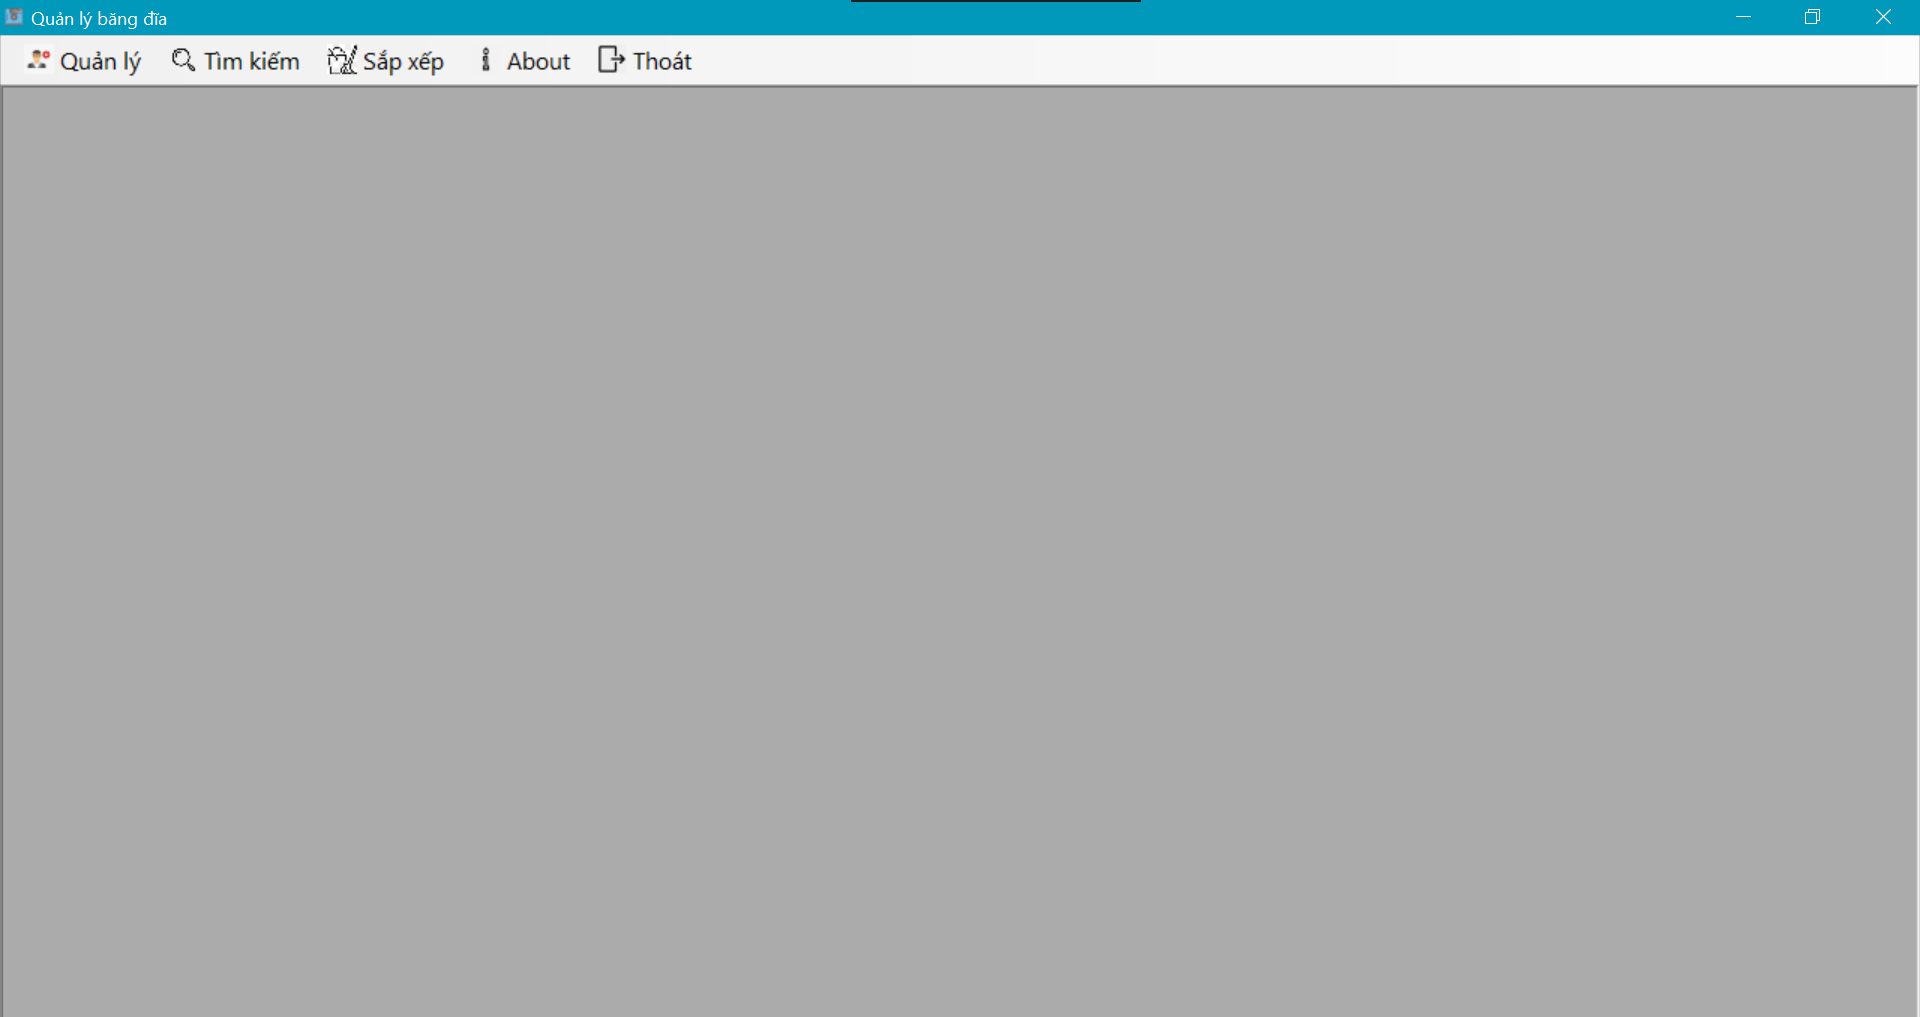 Quản lý băng đĩa
Quản lý Tìm kiếm Sắp xếp About Thoát